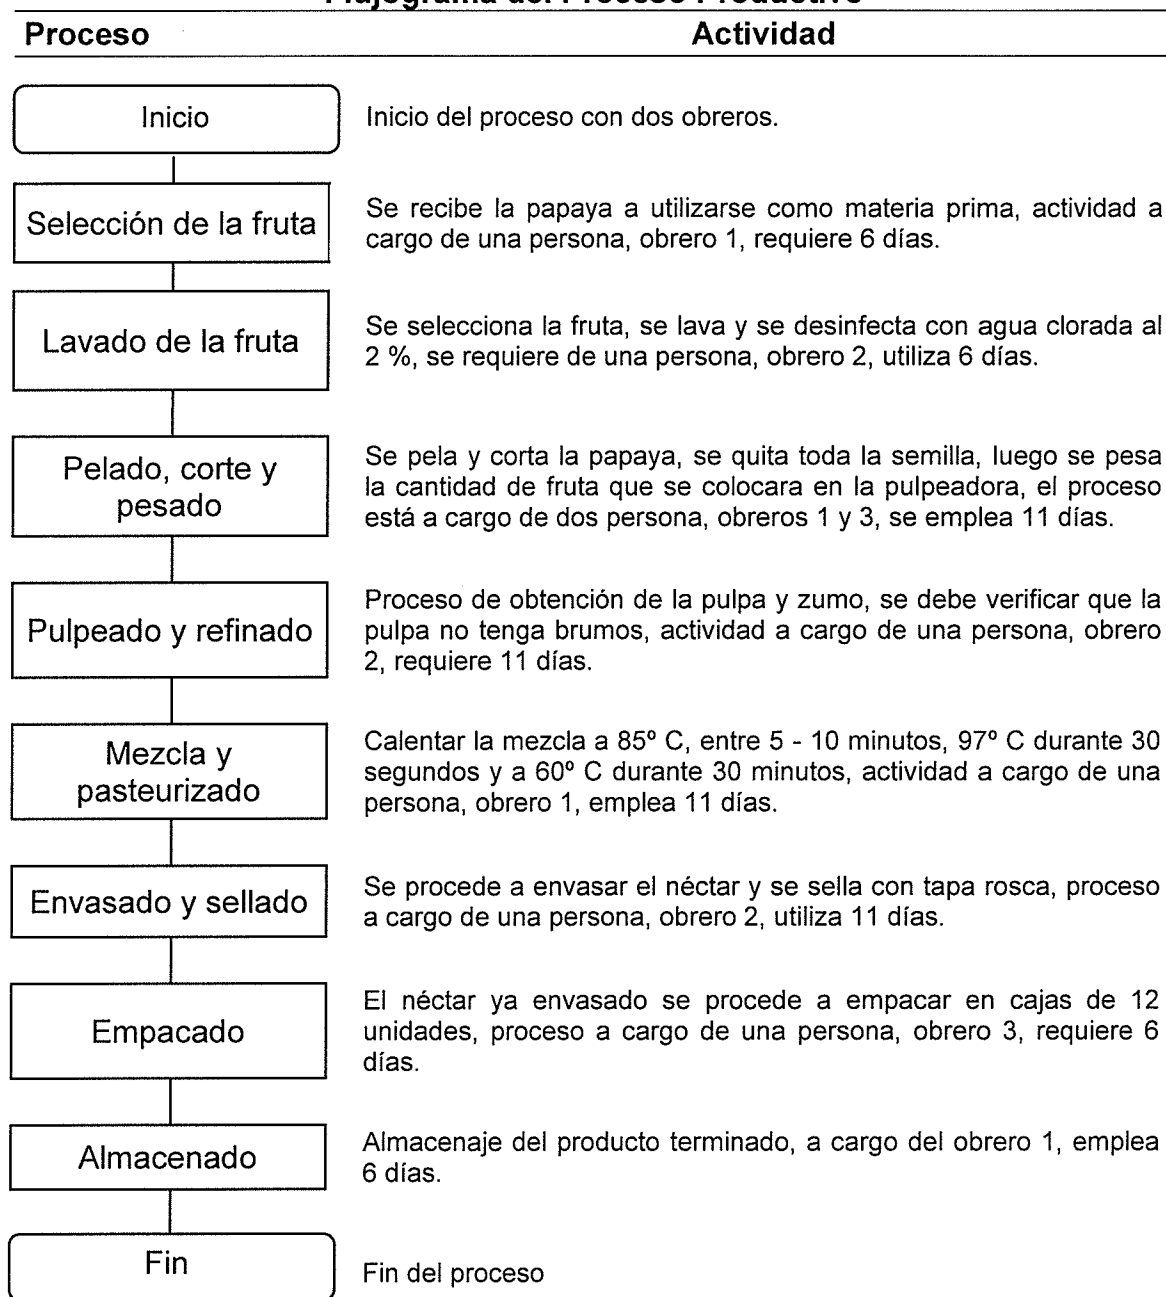 Flujograma del Proceso Productivo
Proceso Actividad
Inicio
Inicio del proceso con dos obreros.
Selección de la fruta
Se recibe la papaya a utilizarse como materia prima, actividad a
cargo de una persona, obrero 1, requiere 6 días.
Lavado de la fruta
Se selecciona la fruta, se lava y se desinfecta con agua clorada al
2 %, se requiere de una persona, obrero 2, utiliza 6 días.
Pelado, corte y
pesado
Se pela y corta la papaya, se quita toda la semilla, luego se pesa
la cantidad de fruta que se colocara en la pulpeadora, el proceso
está a cargo de dos persona, obreros 1 y 3, se emplea 11 días.
Pulpeado y refinado
Proceso de obtención de la pulpa y zumo, se debe verificar que la
pulpa no tenga brumos, actividad a cargo de una persona, obrero
2, requiere 11 días.
Mezcla y
pasteurizado
Calentar la mezcla a 85º C, entre 5 - 10 minutos, 97º C durante 30
segundos y a 60º C durante 30 minutos, actividad a cargo de una
persona, obrero 1, emplea 11 días.
Envasado y sellado
Se procede a envasar el néctar y se sella con tapa rosca, proceso
a cargo de una persona, obrero 2, utiliza 11 días.
Empacado
El néctar ya envasado se procede a empacar en cajas de 12
unidades, proceso a cargo de una persona, obrero 3, requiere 6
días.
Almacenado
Almacenaje del producto terminado, a cargo del obrero 1, emplea
6 días.
Fin
Fin del proceso